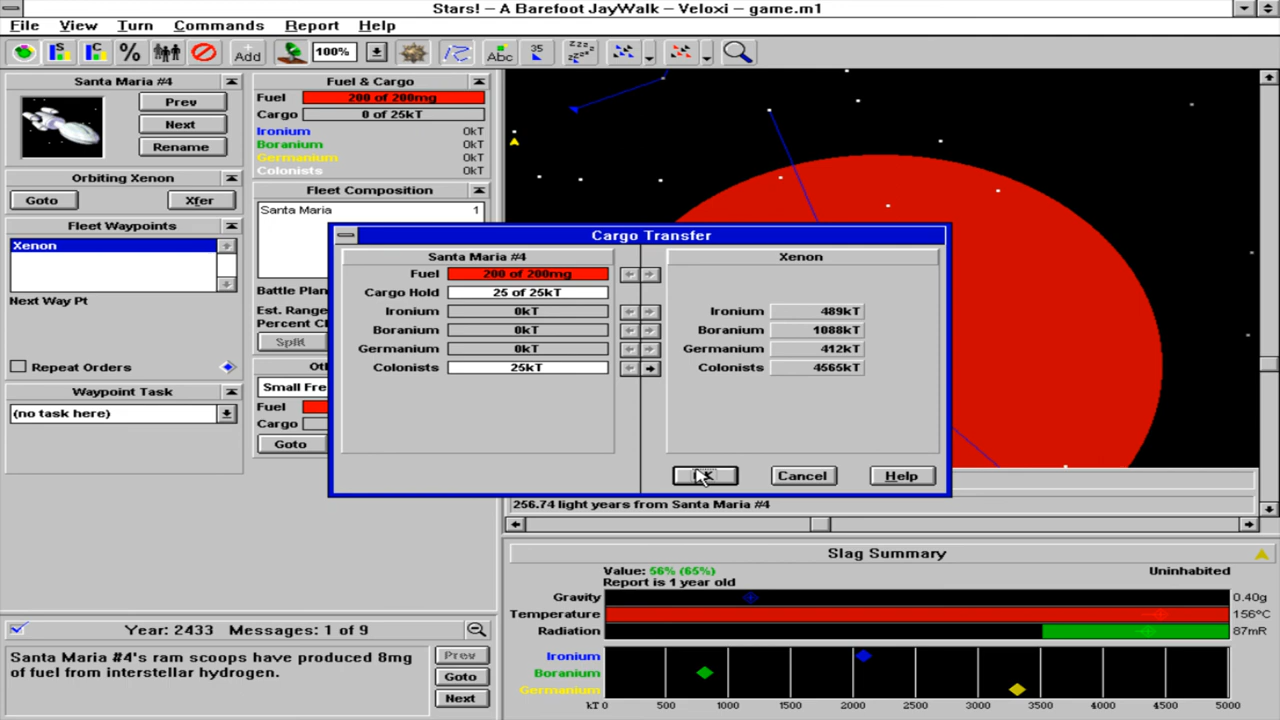 Stars! – A Barefoot JayWalk – Veloxi – game.m1
File View Turn Commands Report Help
S C % Add 100% Abc 35 zzz
Santa Maria #4
Prev
Next
Rename
Orbiting Xenon
Goto Xfer
Fleet Waypoints
Xenon
Next Way Pt
Repeat Orders
Waypoint Task
(no task here)
Fuel & Cargo
Fuel 200 of 200mg
Cargo 0 of 25kT
Ironium 0kT
Boranium 0kT
Germanium 0kT
Colonists 0kT
Fleet Composition
Santa Maria 1
Battle Plan
Est. Range
Percent Cl
Split
Small Fre
Fuel
Cargo
Goto
Cargo Transfer
Santa Maria #4
Fuel 200 of 200mg
Cargo Hold 25 of 25kT
Ironium 0kT
Boranium 0kT
Germanium 0kT
Colonists 25kT
Xenon
Ironium 489kT
Boranium 1088kT
Germanium 412kT
Colonists 4565kT
Cancel Help
256.74 light years from Santa Maria #4
Slag Summary
Value: 56% (65%) Uninhabited
Report is 1 year old
Gravity 0.40g
Temperature 156°C
Radiation 87mR
Ironium
Boranium
Germanium
kT 0 500 1000 1500 2000 2500 3000 3500 4000 4500 5000
Year: 2433 Messages: 1 of 9
Santa Maria #4's ram scoops have produced 8mg
of fuel from interstellar hydrogen.
Prev
Goto
Next